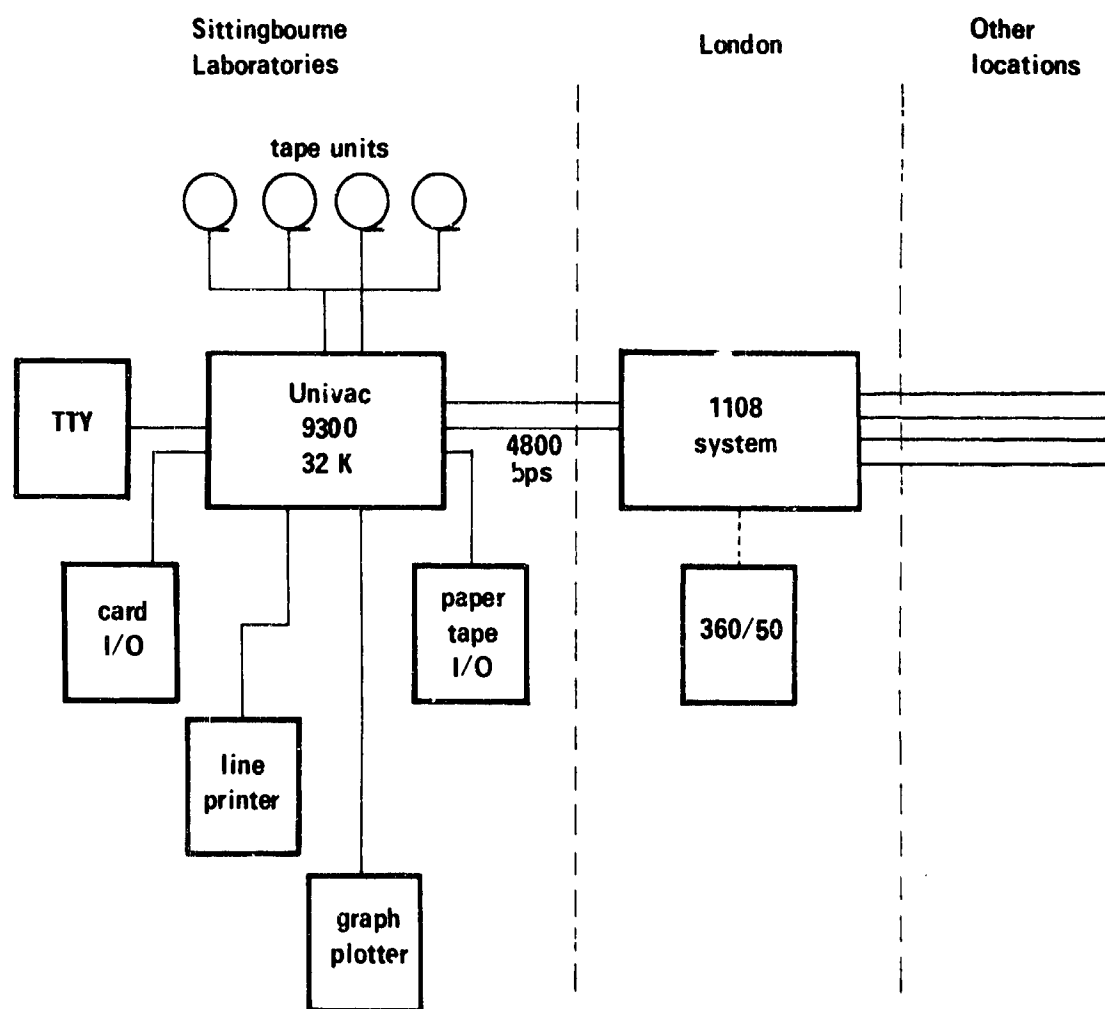 Sittingbourne
Laboratories
London
Other
locations
tape units
TTY
Univac
9300
32 K
4800
bps
1108
system
card
I/O
paper
tape
I/O
360/50
line
printer
graph
plotter